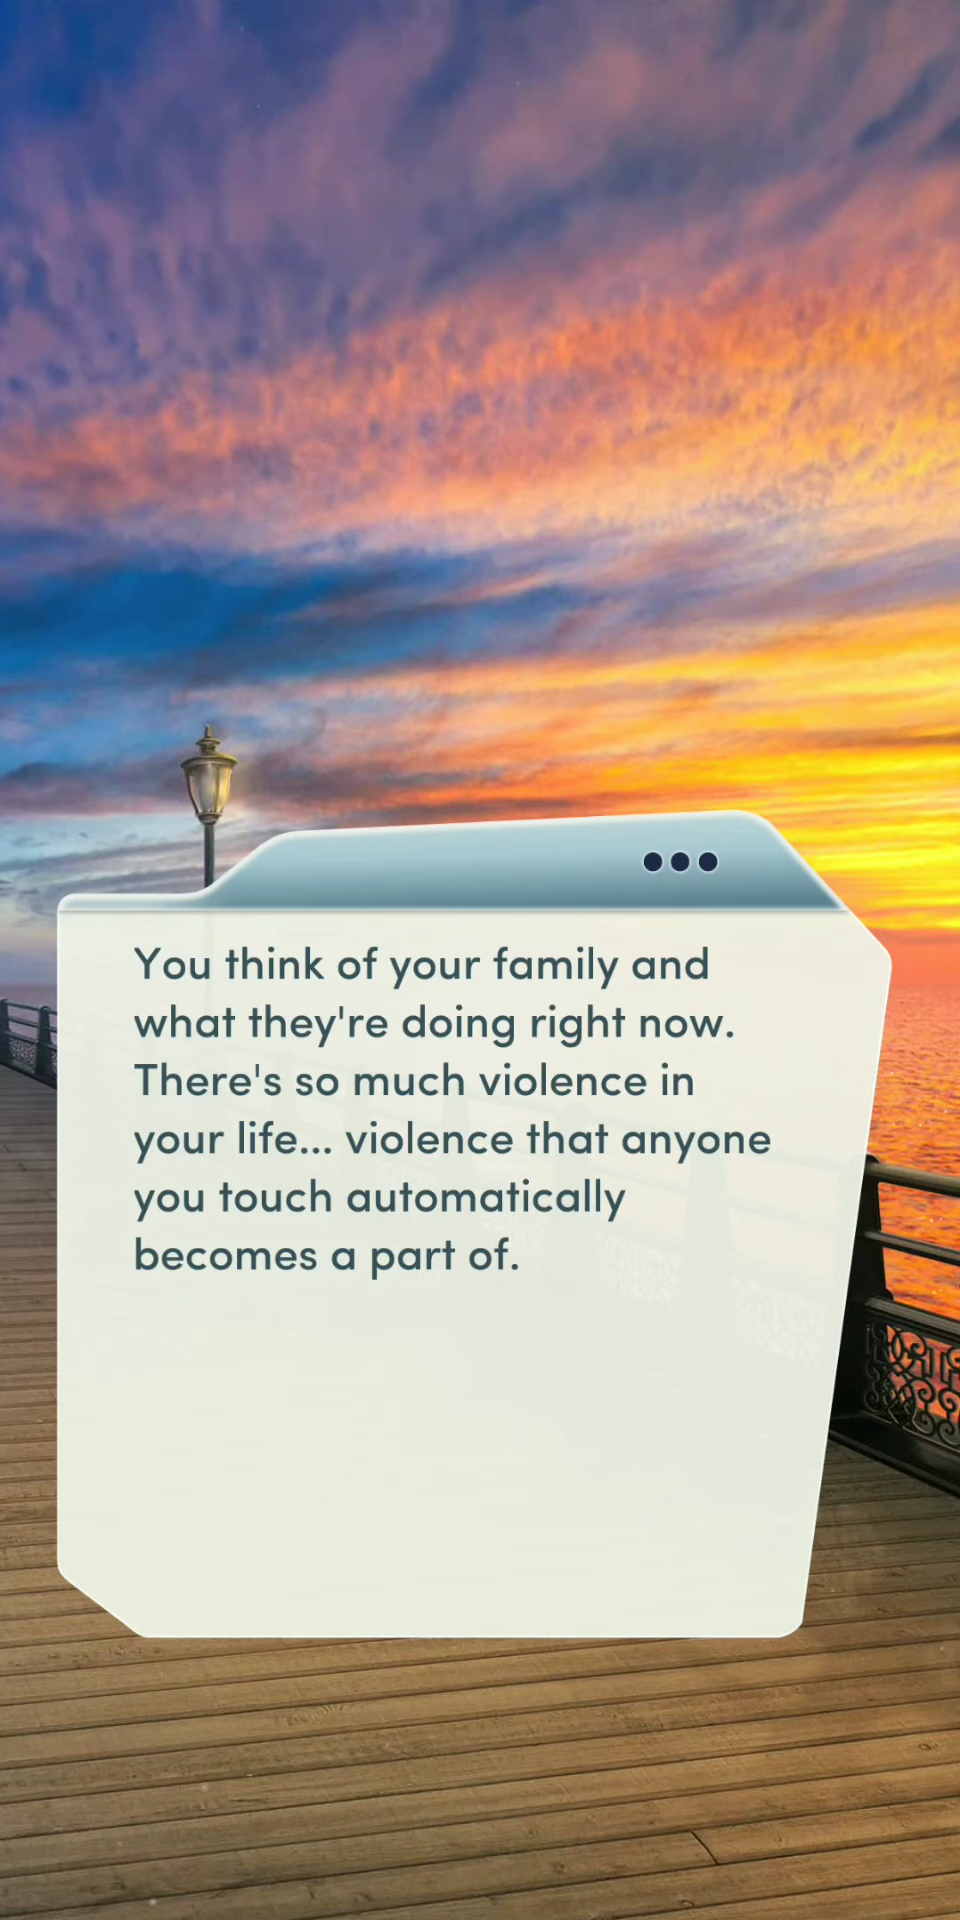 You think of your family and
what they're doing right now.
There's so much violence in
your life... violence that anyone
you touch automatically
becomes a part of.